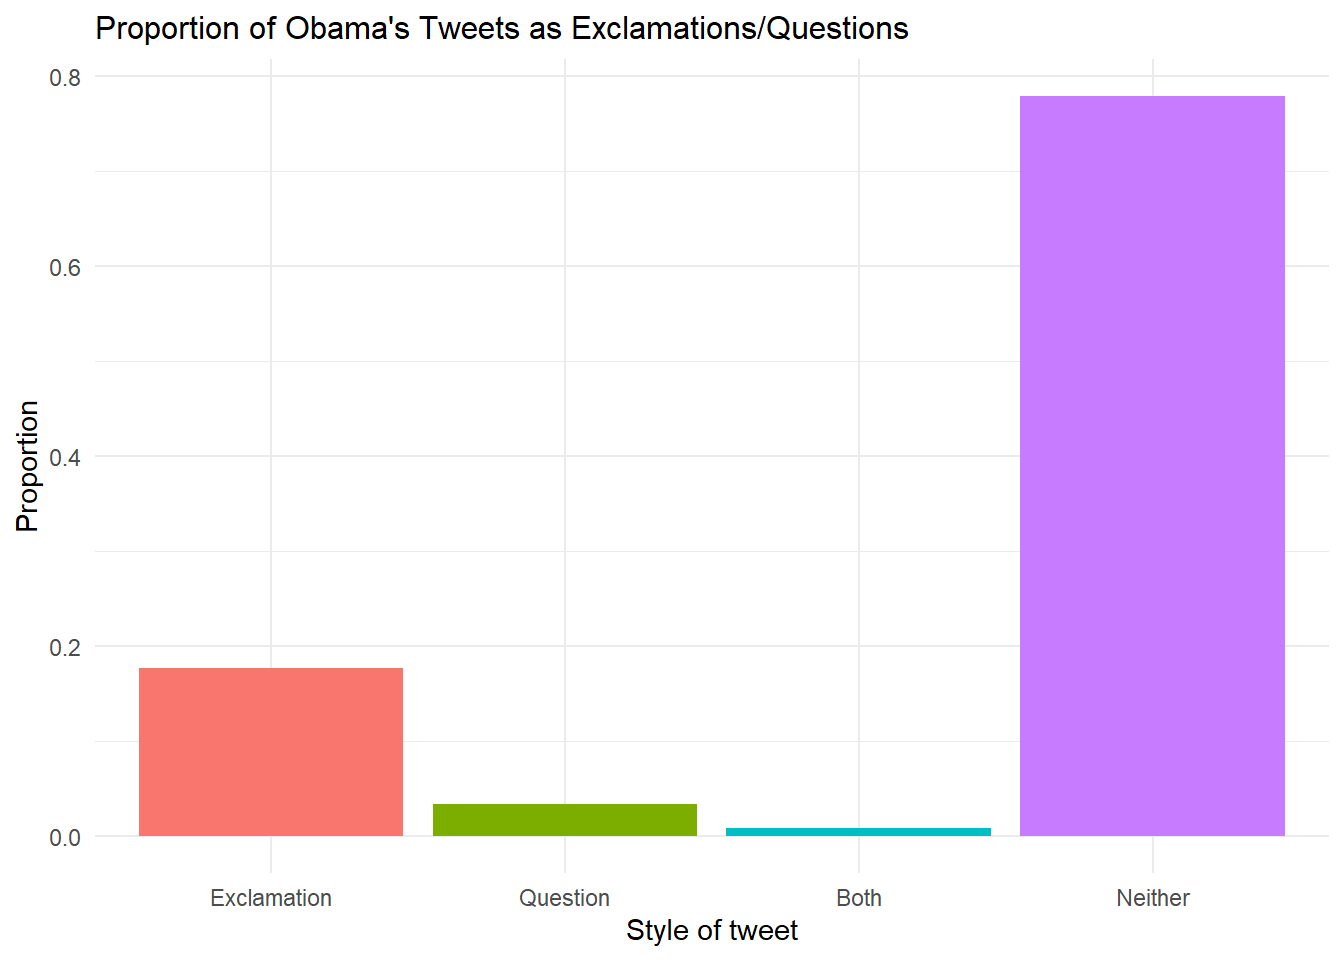 Proportion of Obama's Tweets as Exclamations/Questions
0.8
0.6
0.4
0.2
0.0
Proportion
Exclamation
Question
Both
Neither
Style of tweet